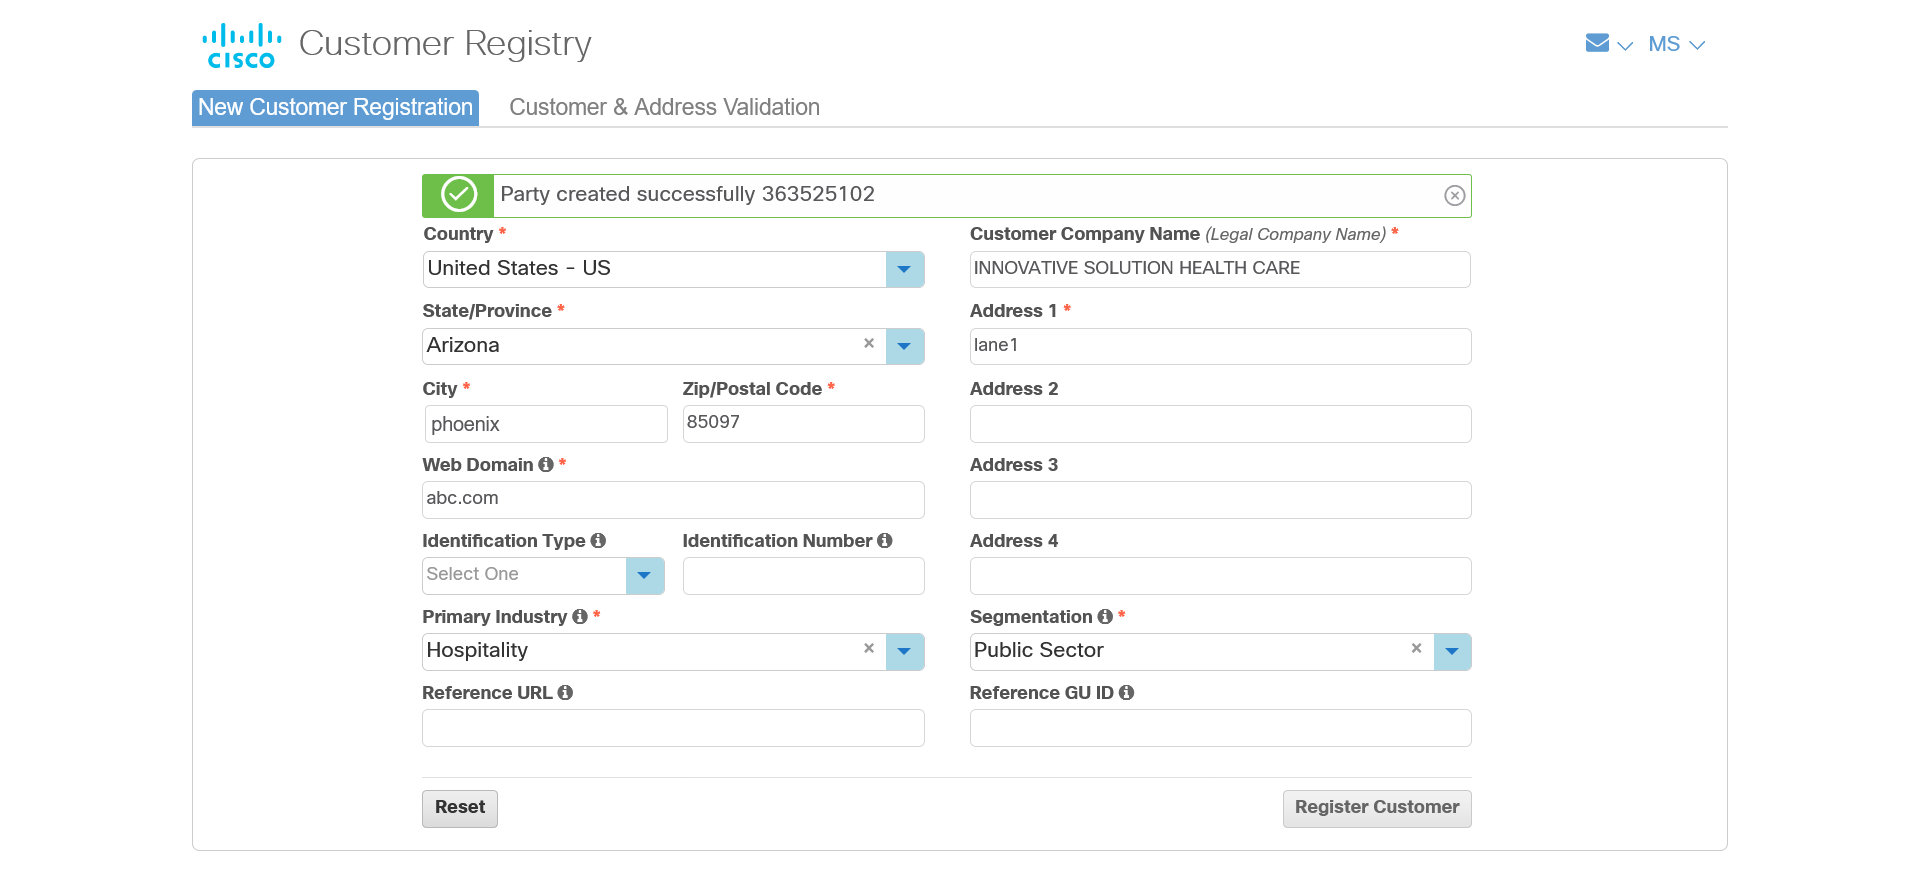 CISCO Customer Registry
MS
New Customer Registration Customer & Address Validation
Party created successfully 363525102
Country * Customer Company Name (Legal Company Name) *
United States - US INNOVATIVE SOLUTION HEALTH CARE
State/Province * Address 1 *
Arizona × lane1
City * Zip/Postal Code * Address 2
phoenix 85097
Web Domain * Address 3
abc.com
Identification Type Identification Number Address 4
Select One
Primary Industry * Segmentation *
Hospitality × Public Sector ×
Reference URL Reference GU ID
Reset Register Customer